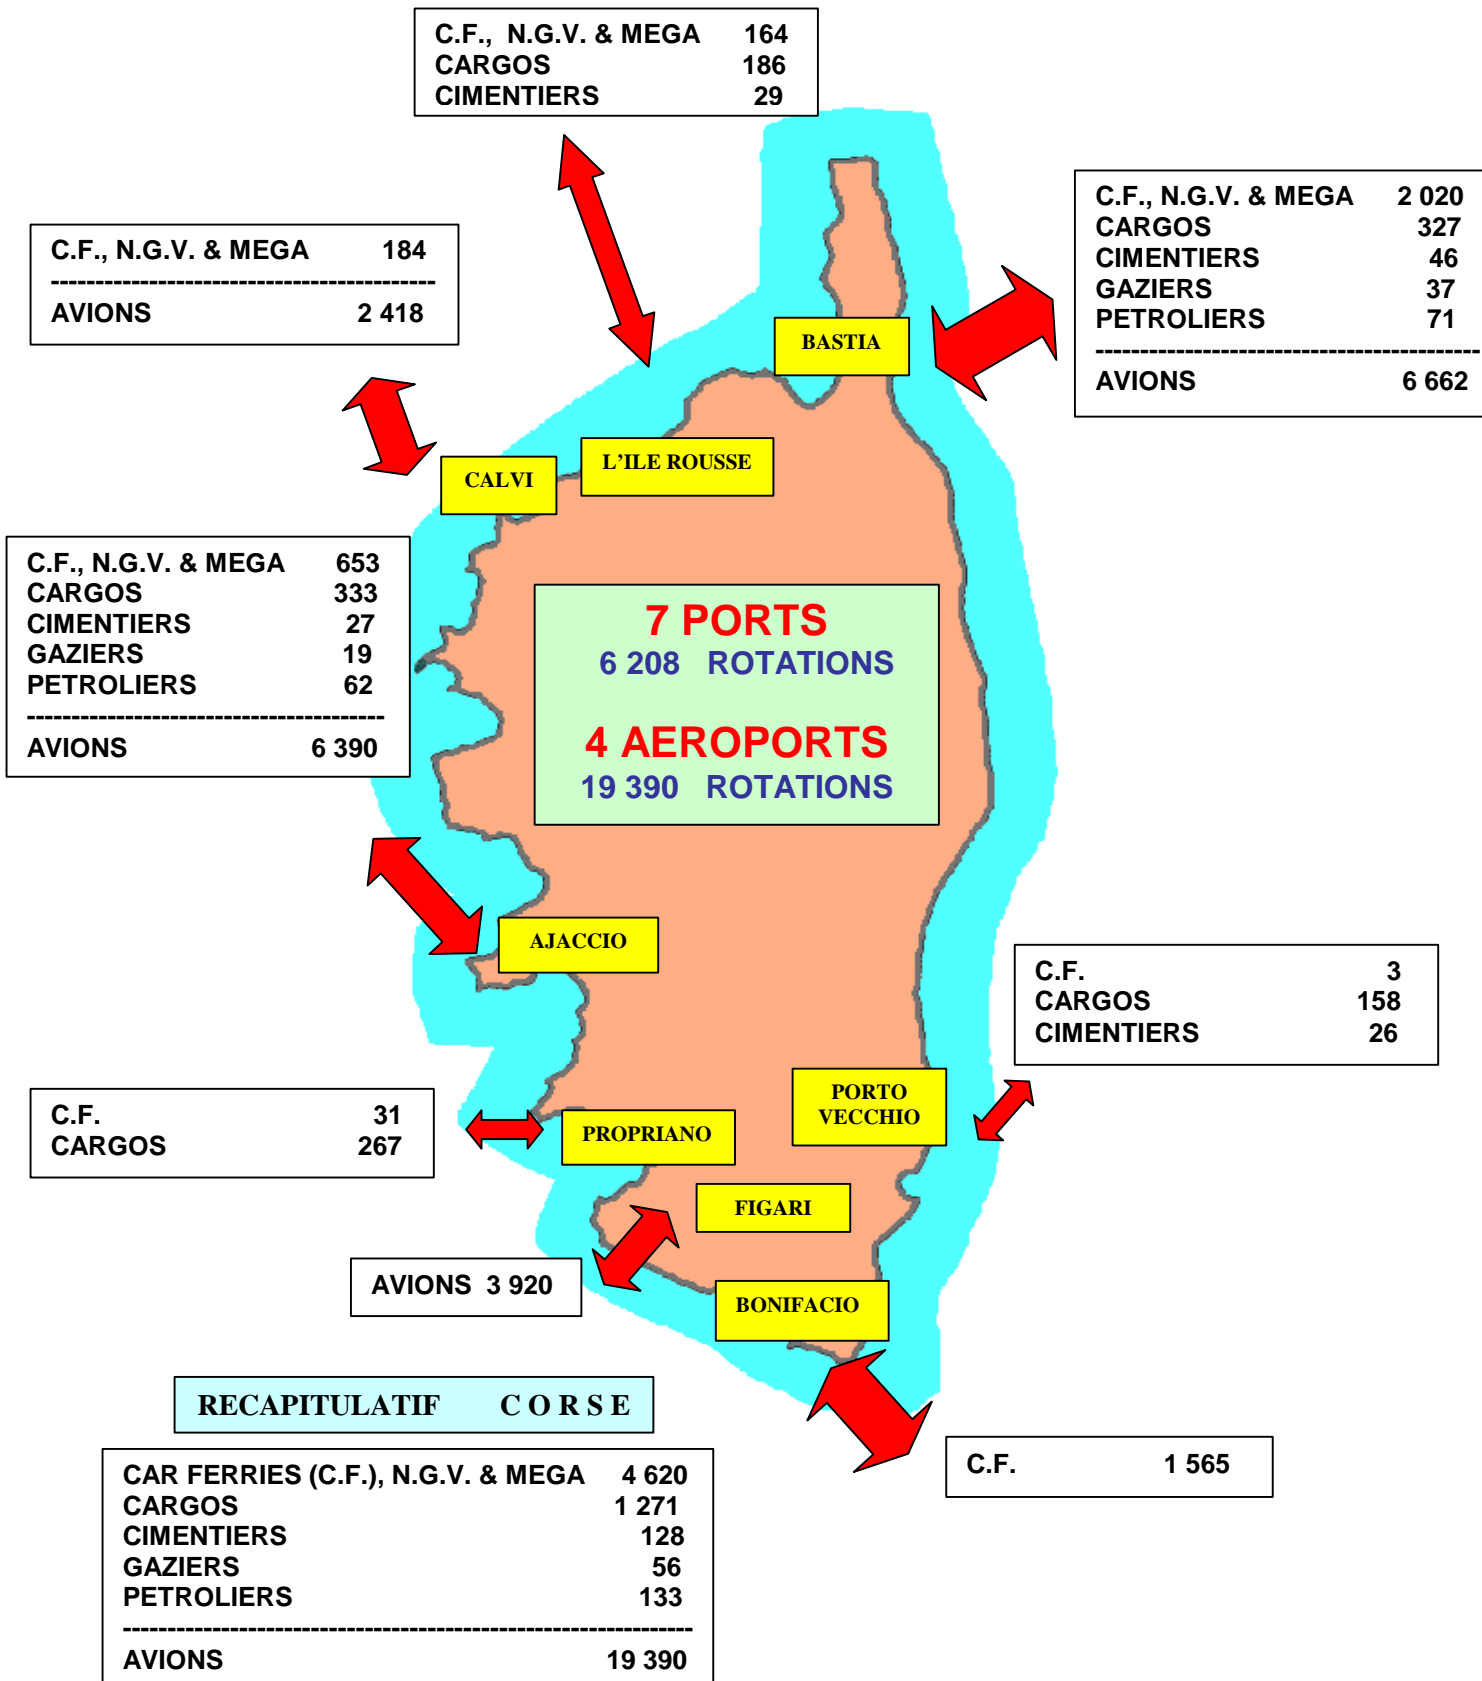 C.F., N.G.V. & MEGA 164
CARGOS 186
CIMENTIERS 29
C.F., N.G.V. & MEGA 2 020
CARGOS 327
CIMENTIERS 46
GAZIERS 37
PETROLIERS 71
AVIONS 6 662
C.F., N.G.V. & MEGA 184
AVIONS 2 418
BASTIA
L'ILE ROUSSE
CALVI
C.F., N.G.V. & MEGA 653
CARGOS 333
CIMENTIERS 27
GAZIERS 19
PETROLIERS 62
AVIONS 6 390
7 PORTS
6 208 ROTATIONS
4 AEROPORTS
19 390 ROTATIONS
AJACCIO
C.F. 3
CARGOS 158
CIMENTIERS 26
PORTO
VECCHIO
C.F. 31
CARGOS 267
PROPRIANO
FIGARI
AVIONS 3 920
BONIFACIO
RECAPITULATIF C O R S E
C.F. 1 565
CAR FERRIES (C.F.), N.G.V. & MEGA 4 620
CARGOS 1 271
CIMENTIERS 128
GAZIERS 56
PETROLIERS 133
AVIONS 19 390